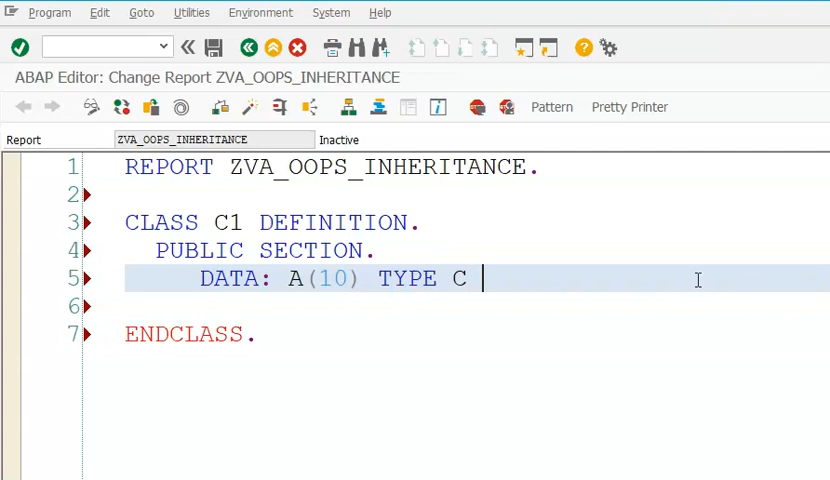 Program Edit Goto Utilities Environment System Help
ABAP Editor: Change Report ZVA_OOPS_INHERITANCE
Pattern Pretty Printer
Report ZVA_OOPS_INHERITANCE Inactive
1 REPORT ZVA_OOPS_INHERITANCE.
2
3 CLASS C1 DEFINITION.
4 PUBLIC SECTION.
5 DATA: A(10) TYPE C
6
7 ENDCLASS.